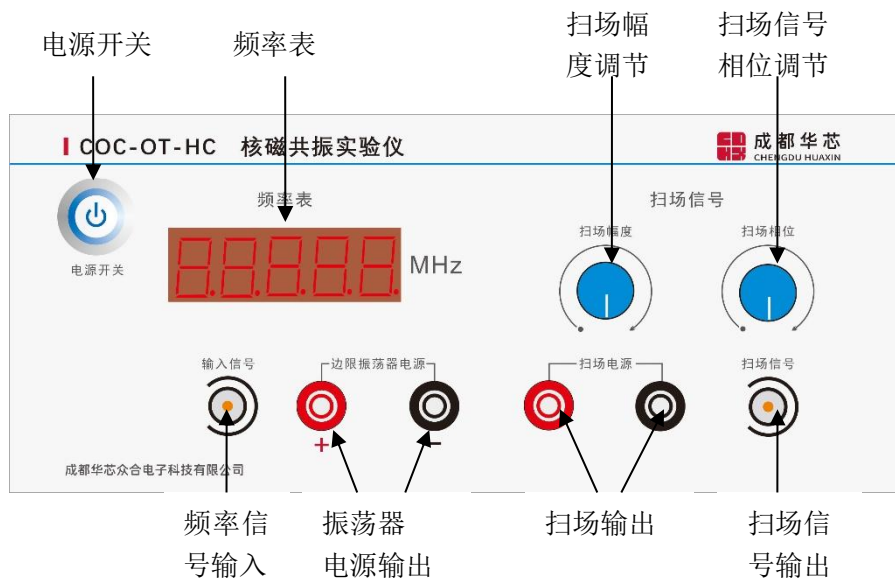 电源开关
频率表
扫场幅
度调节
扫场信号
相位调节
COC-OT-HC 核磁共振实验仪
成都华芯
CHENGDU HUAXIN
频率表
扫场信号
电源开关
88888
MHz
扫场幅度
扫场相位
输入信号
边限振荡器电源
扫场电源
扫场信号
+
−
成都华芯众合电子科技有限公司
频率信
号输入
振荡器
电源输出
扫场输出
扫场信
号输出